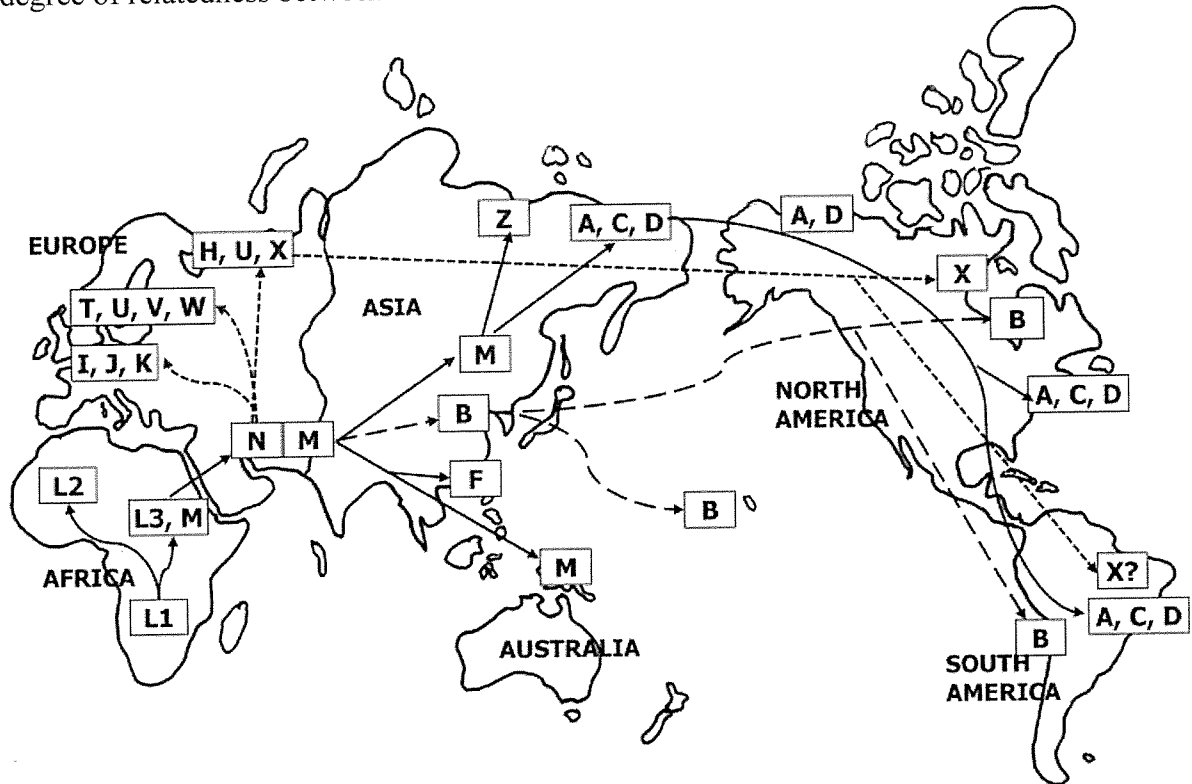 degree of relatedness between
Z
A, C, D
A, D
EUROPE
H, U, X
X
T, U, V, W
ASIA
B
I, J, K
M
NORTH
AMERICA
A, C, D
B
N M
L2
F
L3, M
B
AFRICA
M
X?
L1
A, C, D
AUSTRALIA
B
SOUTH
AMERICA